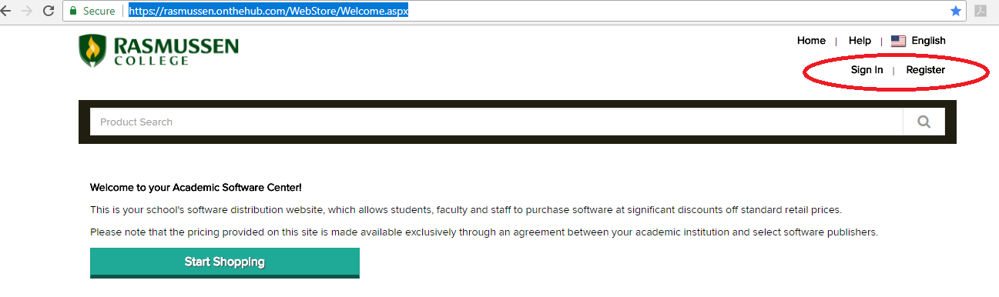 Secure | https://rasmussen.onthehub.com/WebStore/Welcome.aspx
RASMUSSEN
COLLEGE
Home | Help | English
Sign In | Register
Product Search
Welcome to your Academic Software Center!
This is your school's software distribution website, which allows students, faculty and staff to purchase software at significant discounts off standard retail prices.
Please note that the pricing provided on this site is made available exclusively through an agreement between your academic institution and select software publishers.
Start Shopping